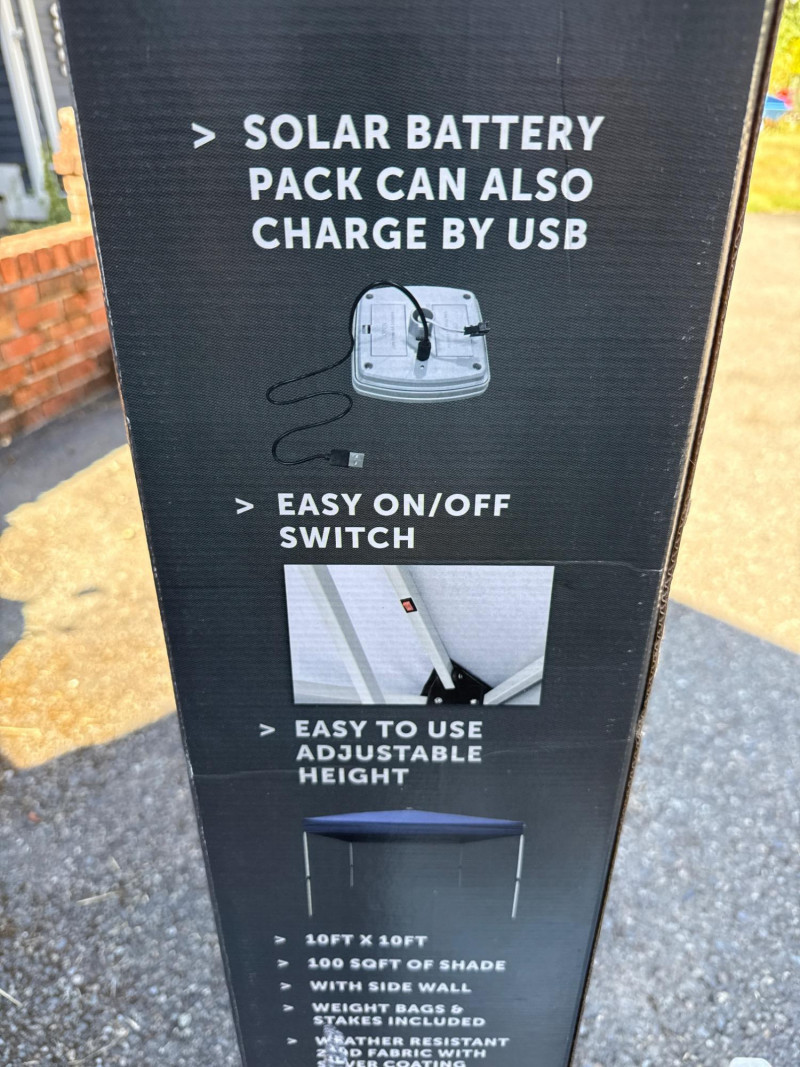 > SOLAR BATTERY
PACK CAN ALSO
CHARGE BY USB
> EASY ON/OFF
SWITCH
> EASY TO USE
ADJUSTABLE
HEIGHT
> 10FT X 10FT
> 100 SQFT OF SHADE
> WITH SIDE WALL
> WEIGHT BAGS &
STAKES INCLUDED
> WEATHER RESISTANT
FABRIC WITH
COATING